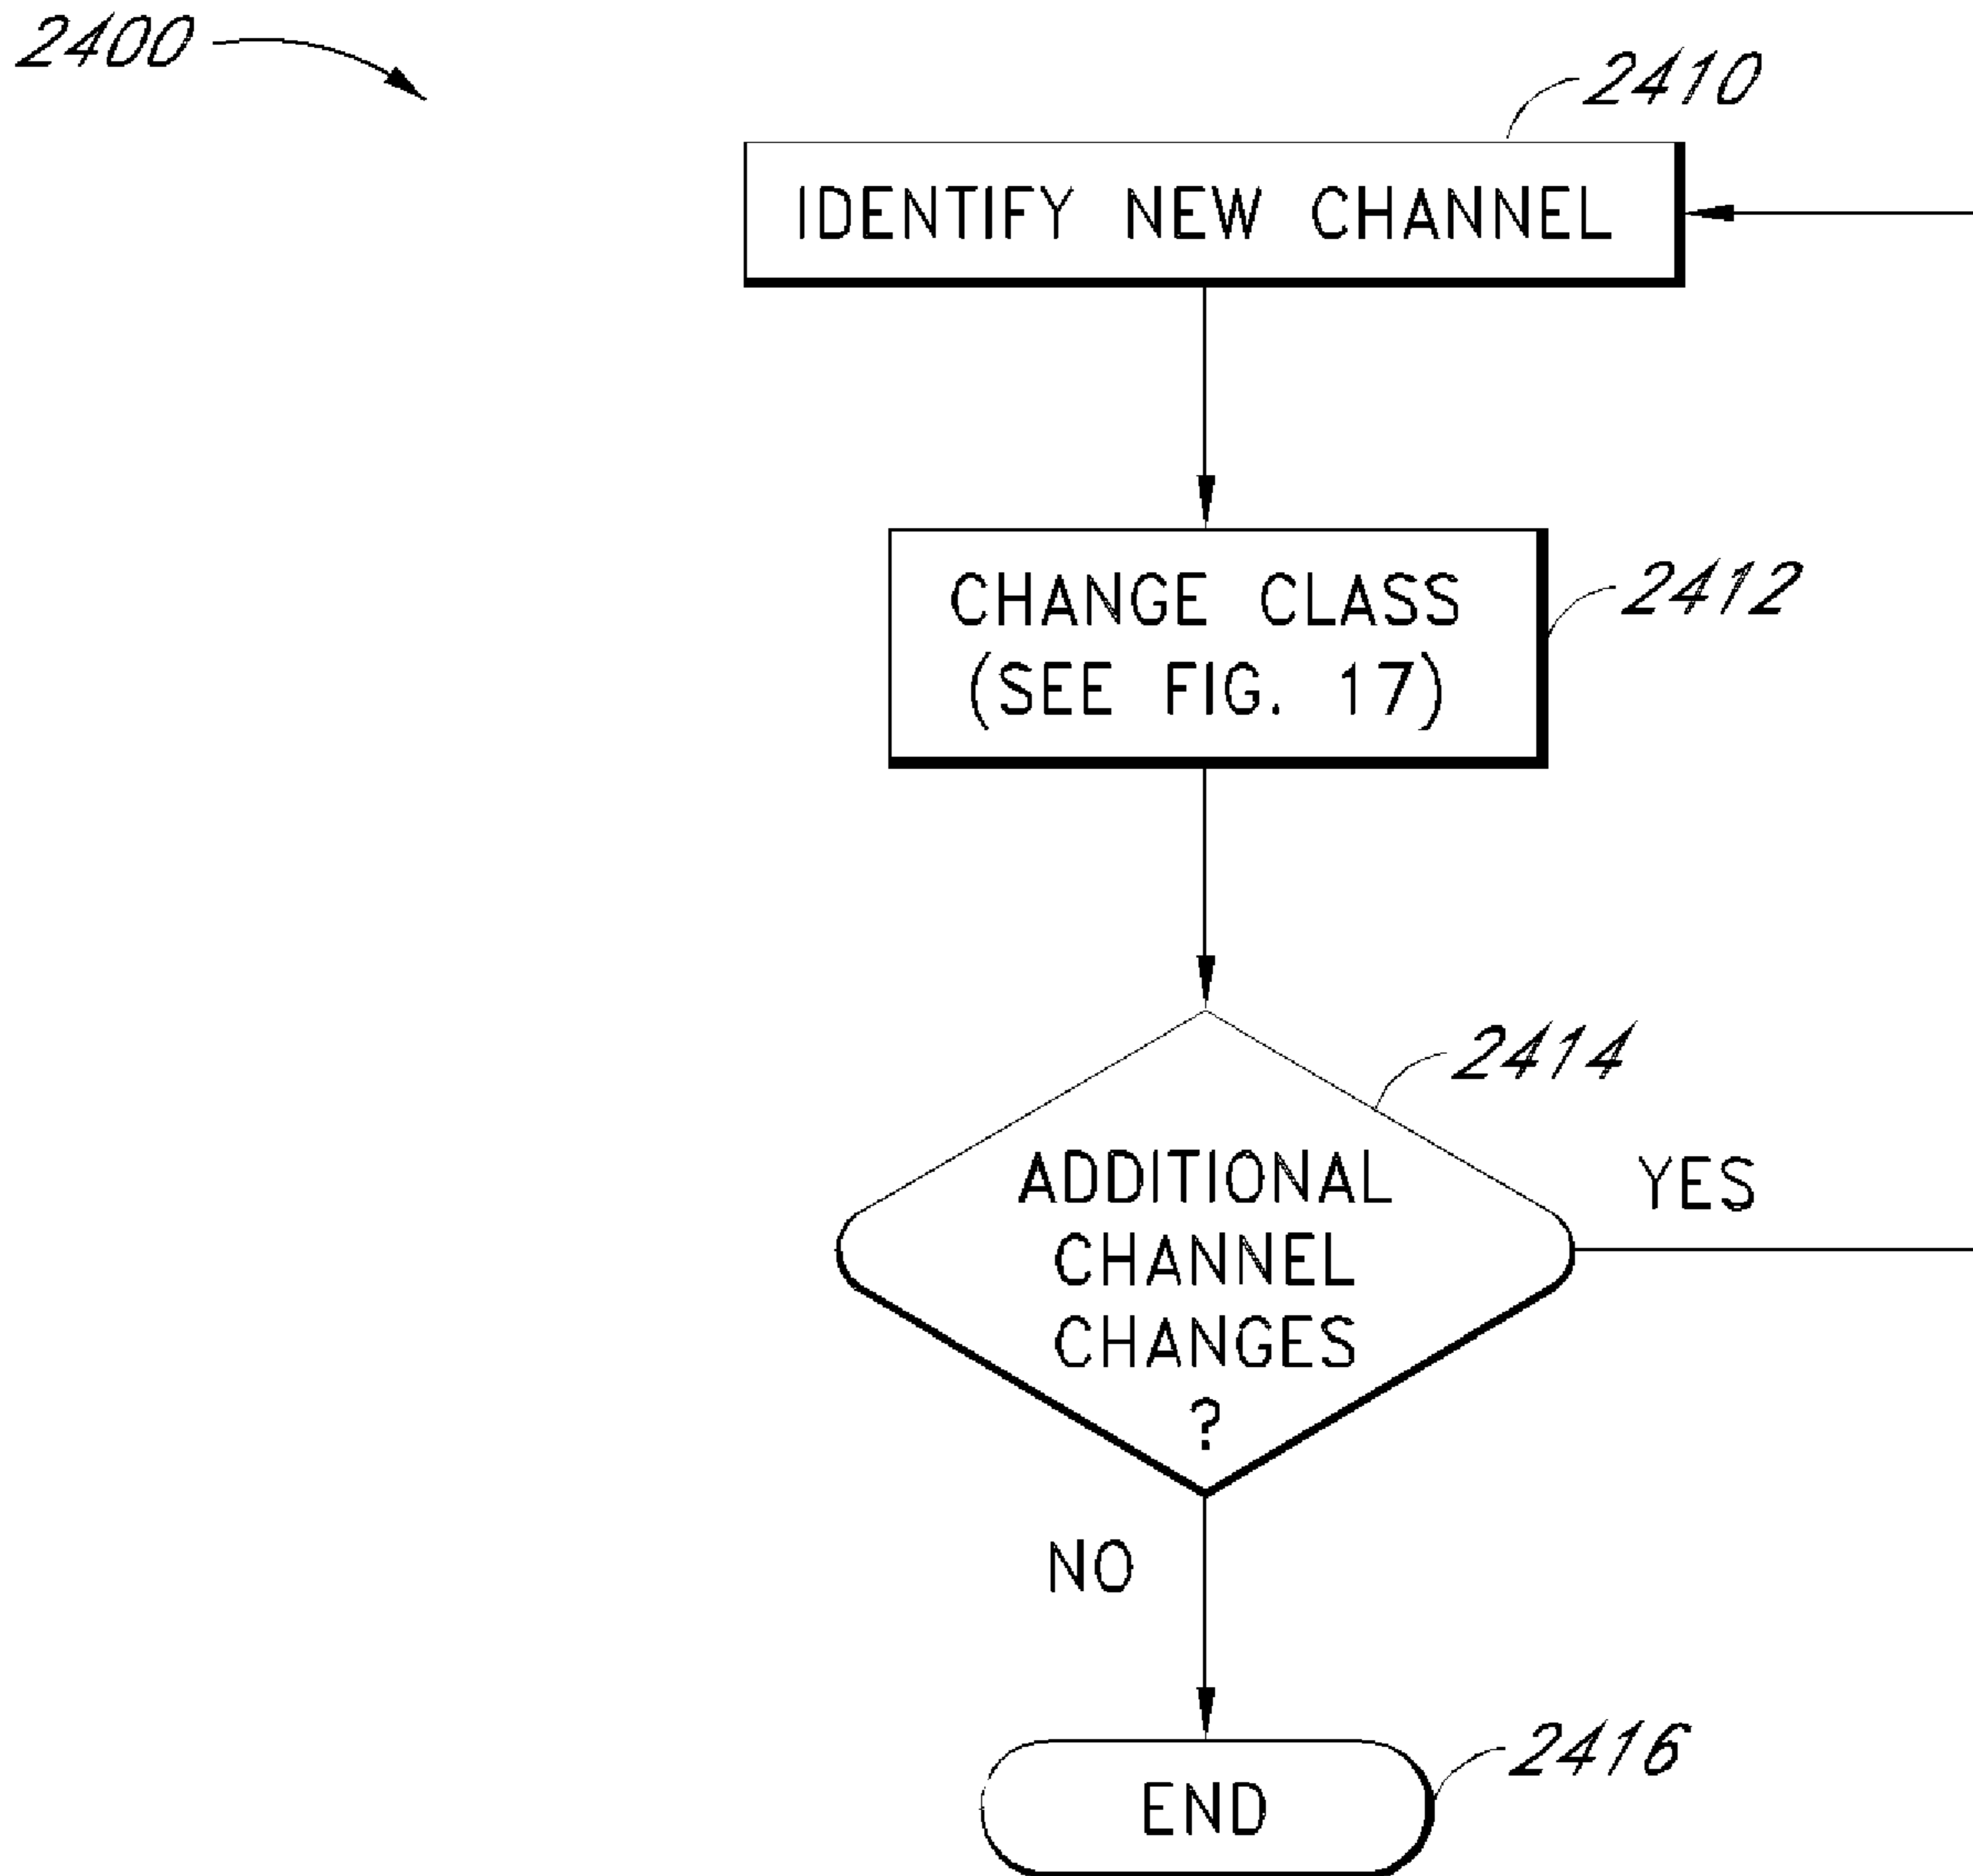 2400
2410
IDENTIFY NEW CHANNEL
CHANGE CLASS
(SEE FIG. 17)
2412
2414
ADDITIONAL
CHANNEL
CHANGES
?
YES
NO
2416
END